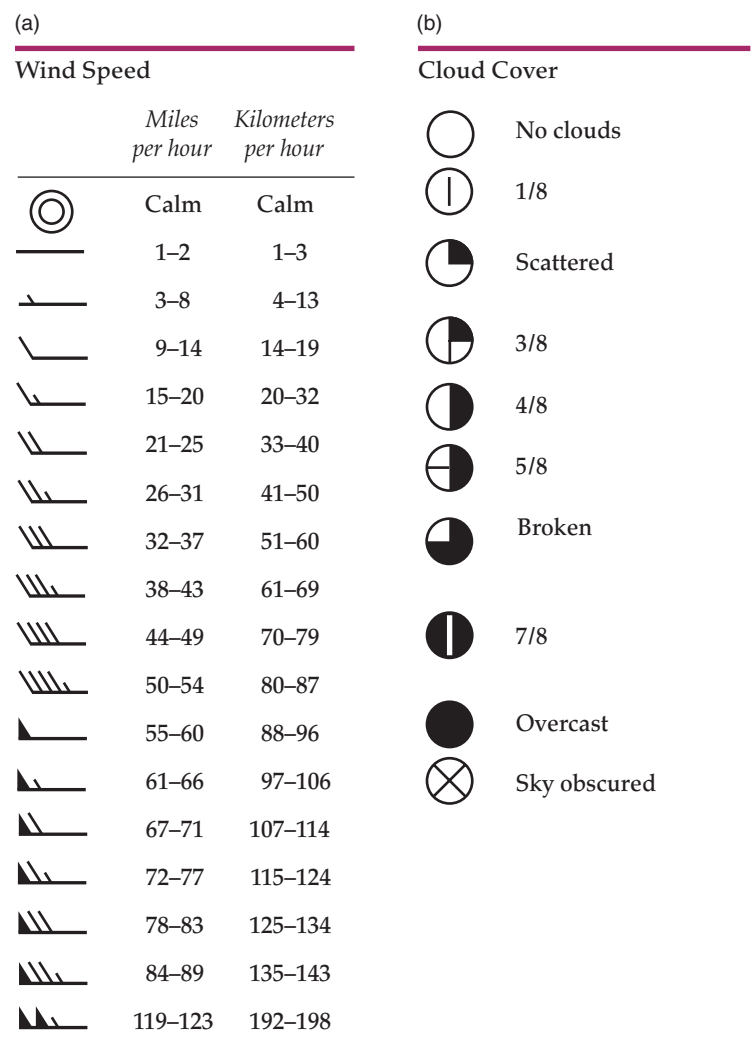 (a)
Wind Speed
Miles per hour Kilometers per hour
Calm Calm
1–2 1–3
3–8 4–13
9–14 14–19
15–20 20–32
21–25 33–40
26–31 41–50
32–37 51–60
38–43 61–69
44–49 70–79
50–54 80–87
55–60 88–96
61–66 97–106
67–71 107–114
72–77 115–124
78–83 125–134
84–89 135–143
119–123 192–198
(b)
Cloud Cover
No clouds
1/8
Scattered
3/8
4/8
5/8
Broken
7/8
Overcast
Sky obscured